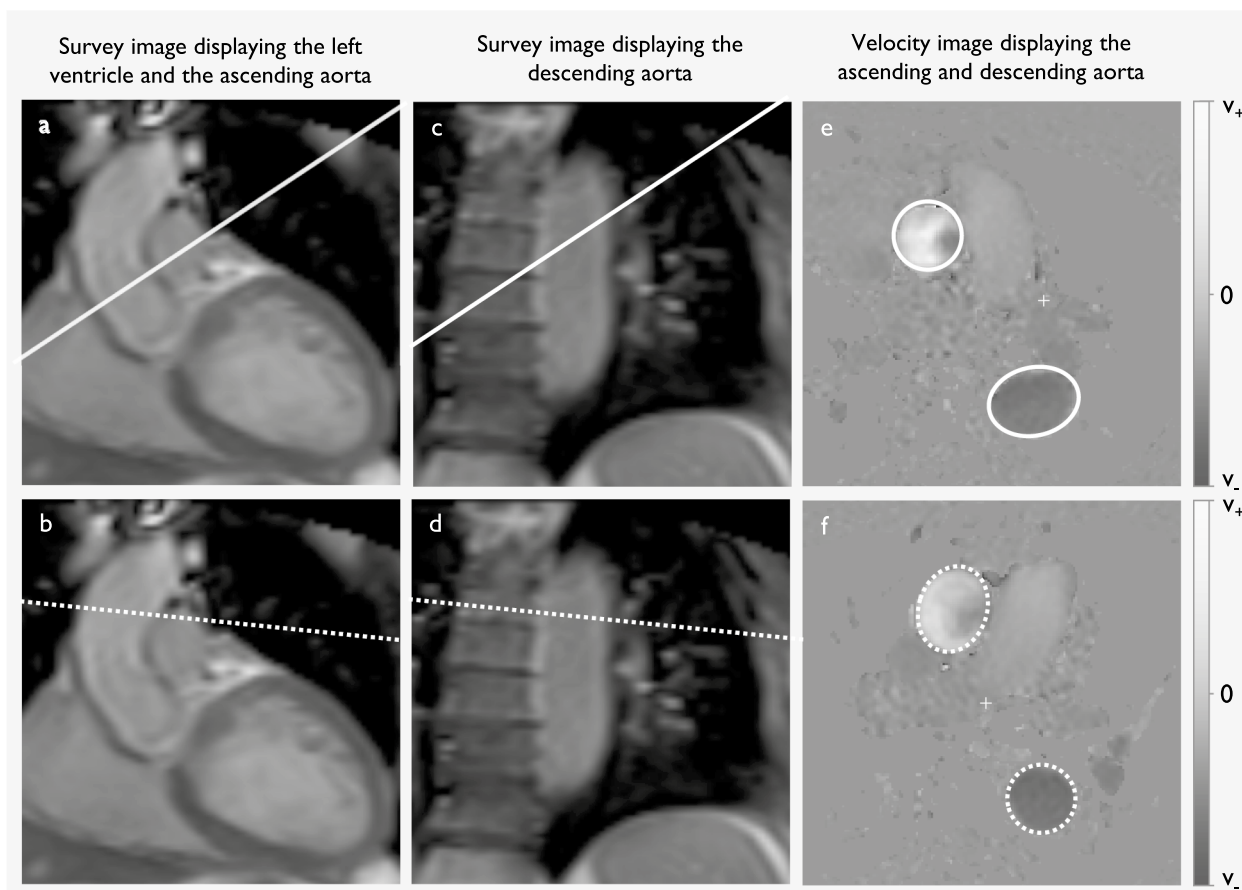 Survey image displaying the left
ventricle and the ascending aorta
Survey image displaying the
descending aorta
Velocity image displaying the
ascending and descending aorta
a
c
e
v+
0
v-
b
d
f
v+
0
v-